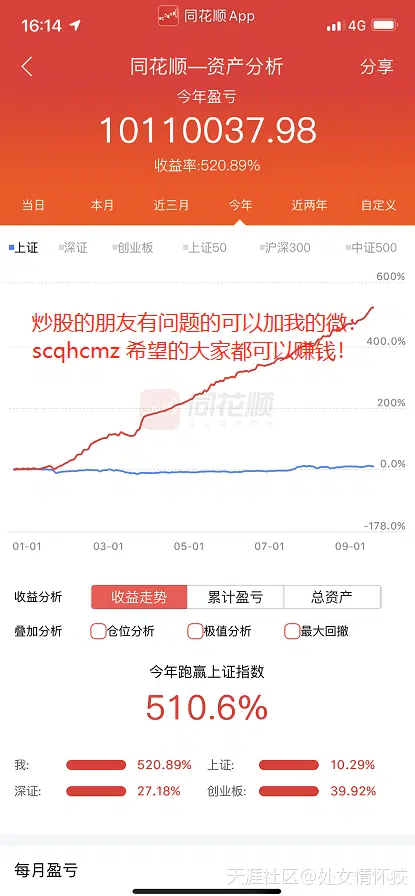 16:14 同花顺App 4G
同花顺—资产分析 分享
今年盈亏
10110037.98
收益率:520.89%
当日 本月 近三月 今年 近两年 自定义
上证 深证 创业板 上证50 沪深300 中证500
600%
炒股的朋友有问题的可以加我的微：
400.0%
scqhcmz 希望的大家都可以赚钱！
200%
同花顺
0.0%
-178.0%
01-01 03-01 05-01 07-01 09-01
收益分析 收益走势 累计盈亏 总资产
叠加分析 仓位分析 极值分析 最大回撤
今年跑赢上证指数
510.6%
我: 520.89% 上证: 10.29%
深证: 27.18% 创业板: 39.92%
每月盈亏
天涯社区@处女情怀狡